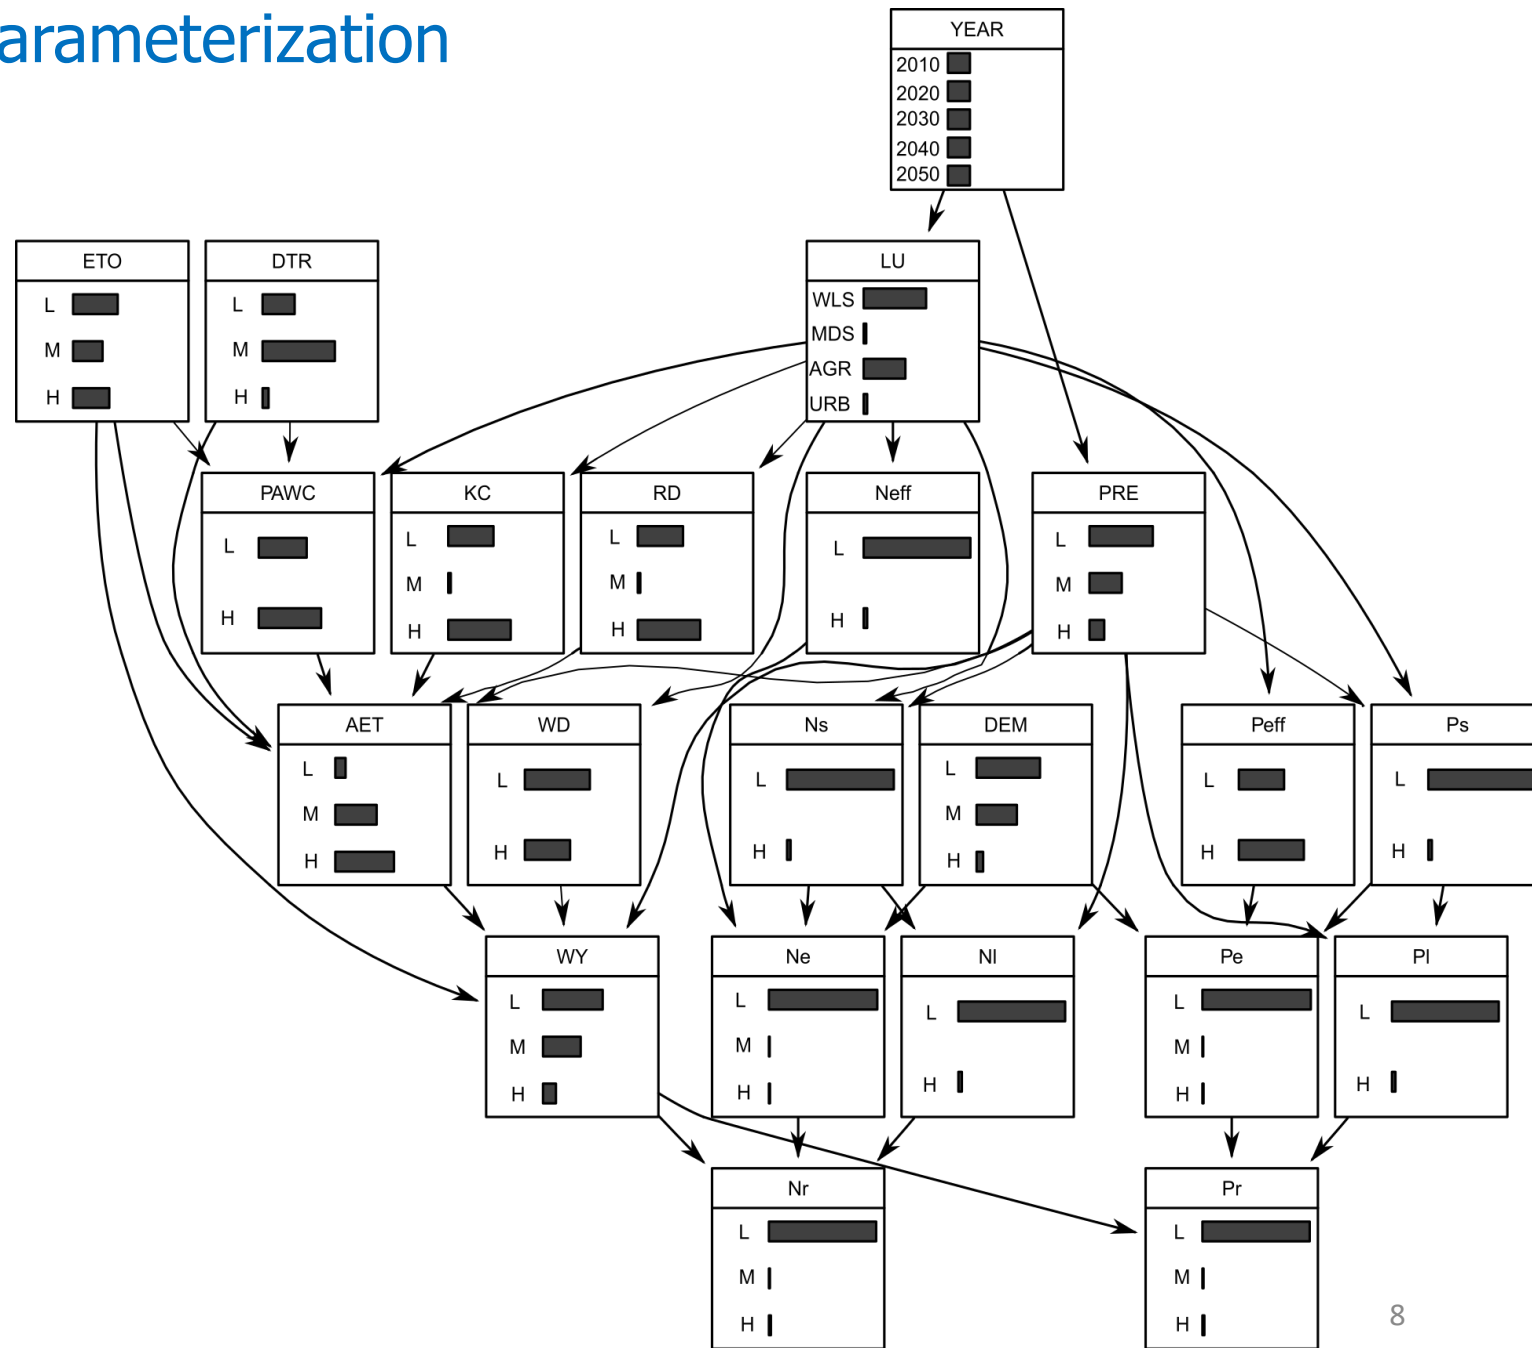 arameterization
YEAR
2010
2020
2030
2040
2050
ETO
L
M
H
DTR
L
M
H
LU
WLS
MDS
AGR
URB
PAWC
L
H
KC
L
M
H
RD
L
M
H
Neff
L
H
PRE
L
M
H
AET
L
M
H
WD
L
H
Ns
L
H
DEM
L
M
H
Peff
L
H
Ps
L
H
WY
L
M
H
Ne
L
M
H
Nl
L
H
Pe
L
M
H
Pl
L
H
Nr
L
M
H
Pr
L
M
H
8